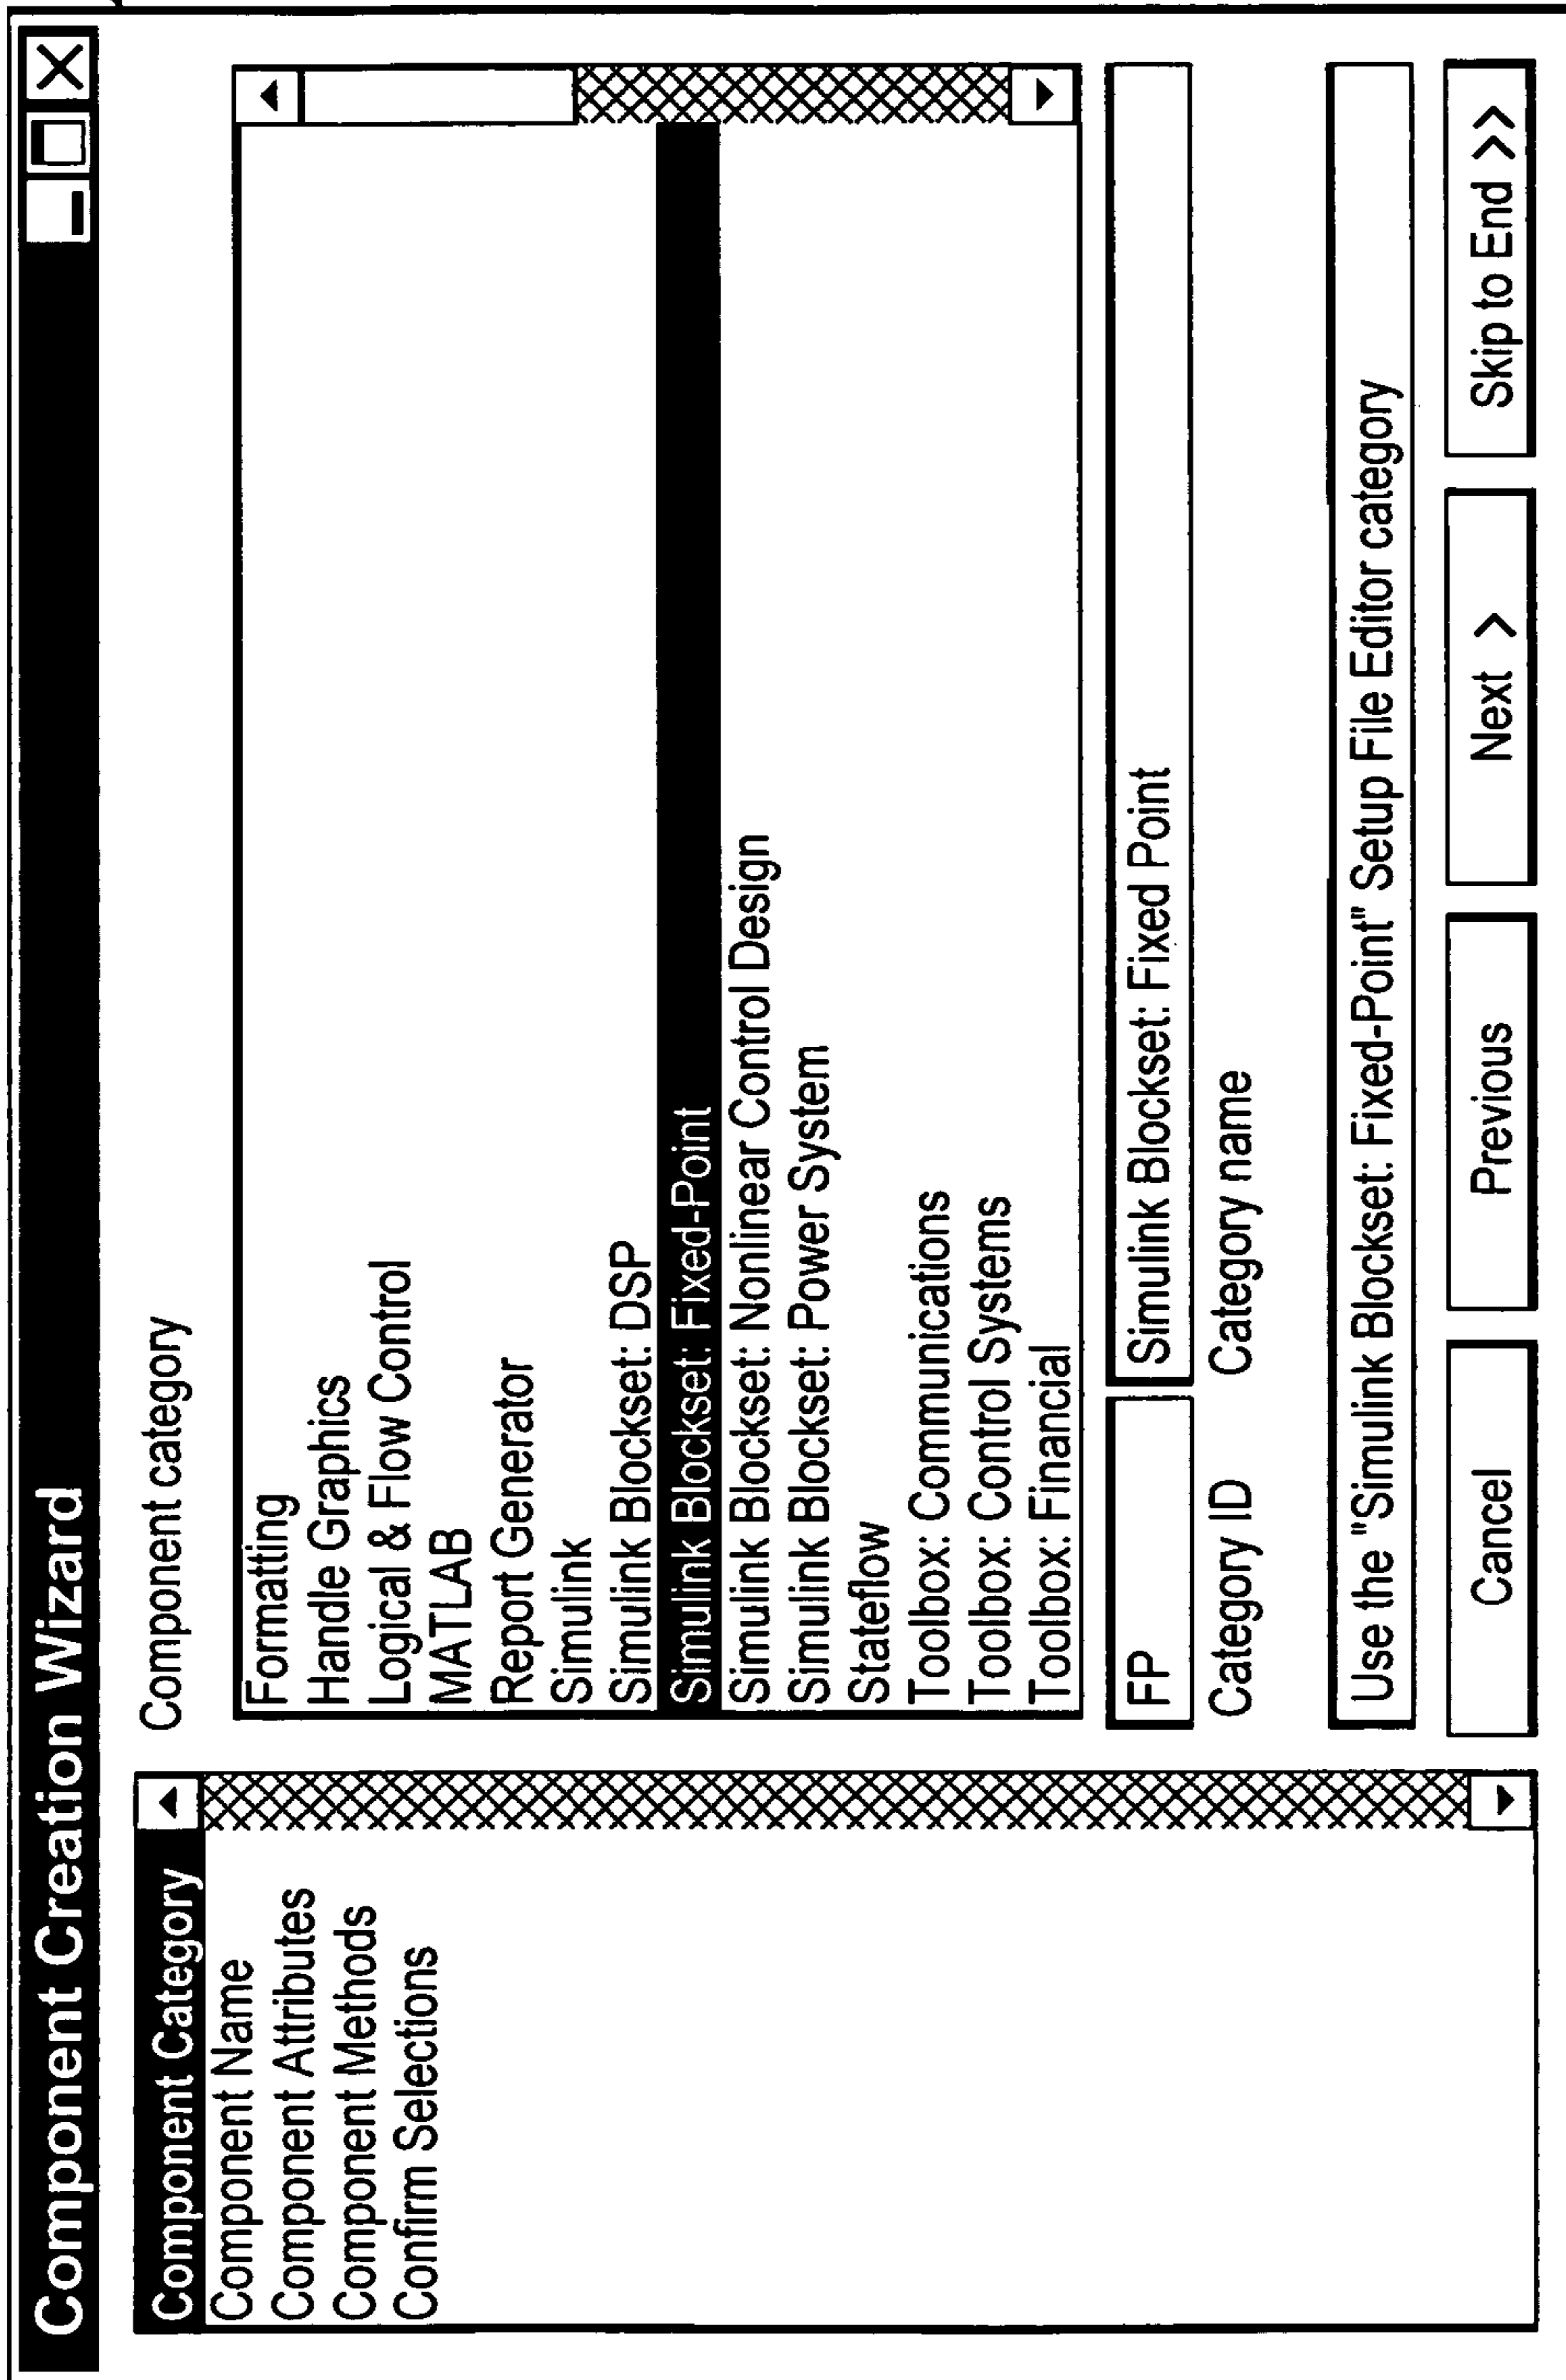 Component Creation Wizard
Component Category
Component Name
Component Attributes
Component Methods
Confirm Selections
Component category
Formatting
Handle Graphics
Logical & Flow Control
MATLAB
Report Generator
Simulink
Simulink Blockset: DSP
Simulink Blockset: Fixed-Point
Simulink Blockset: Nonlinear Control Design
Simulink Blockset: Power System
Stateflow
Toolbox: Communications
Toolbox: Control Systems
Toolbox: Financial
FP
Simulink Blockset: Fixed Point
Category ID
Category name
Use the "Simulink Blockset: Fixed-Point" Setup File Editor category
Cancel
Previous
Next >
Skip to End >>